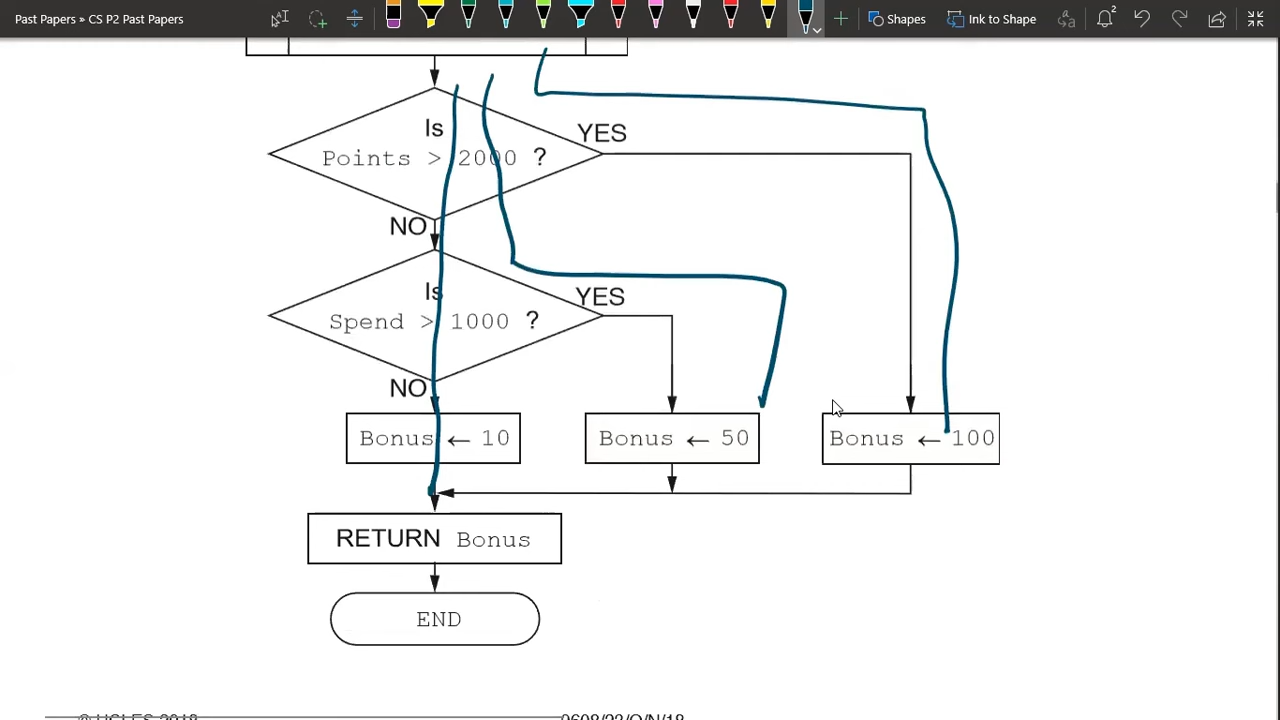 Past Papers » CS P2 Past Papers
Shapes
Ink to Shape
2
Is
Points > 2000 ?
YES
NO
Is
Spend > 1000 ?
YES
NO
Bonus ← 10
Bonus ← 50
Bonus ← 100
RETURN Bonus
END